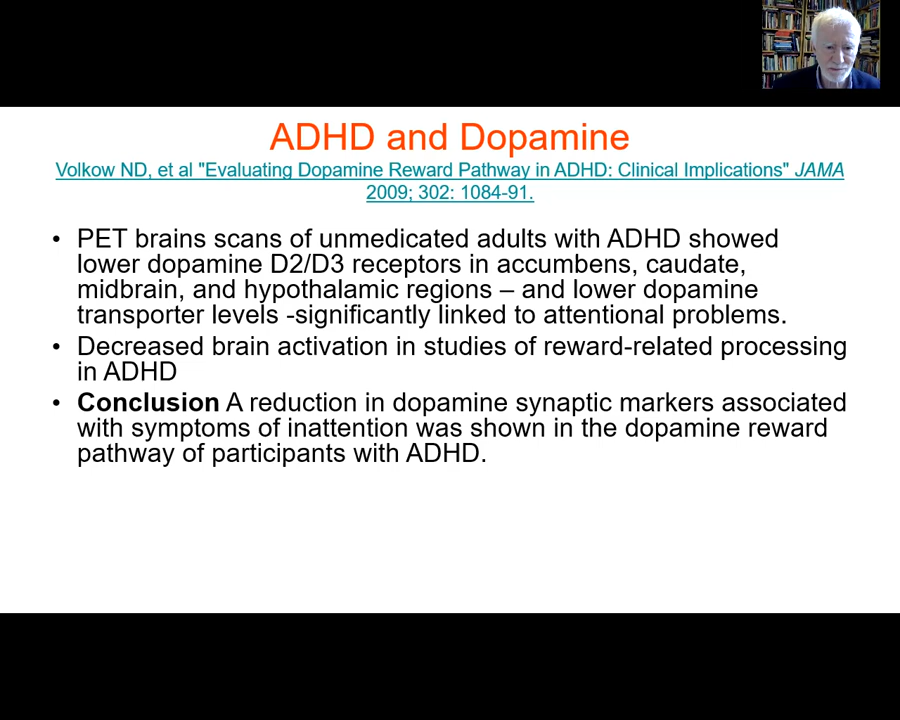 ADHD and Dopamine
Volkow ND, et al "Evaluating Dopamine Reward Pathway in ADHD: Clinical Implications" JAMA
2009; 302: 1084-91.
• PET brains scans of unmedicated adults with ADHD showed
lower dopamine D2/D3 receptors in accumbens, caudate,
midbrain, and hypothalamic regions – and lower dopamine
transporter levels -significantly linked to attentional problems.
• Decreased brain activation in studies of reward-related processing
in ADHD
• Conclusion A reduction in dopamine synaptic markers associated
with symptoms of inattention was shown in the dopamine reward
pathway of participants with ADHD.